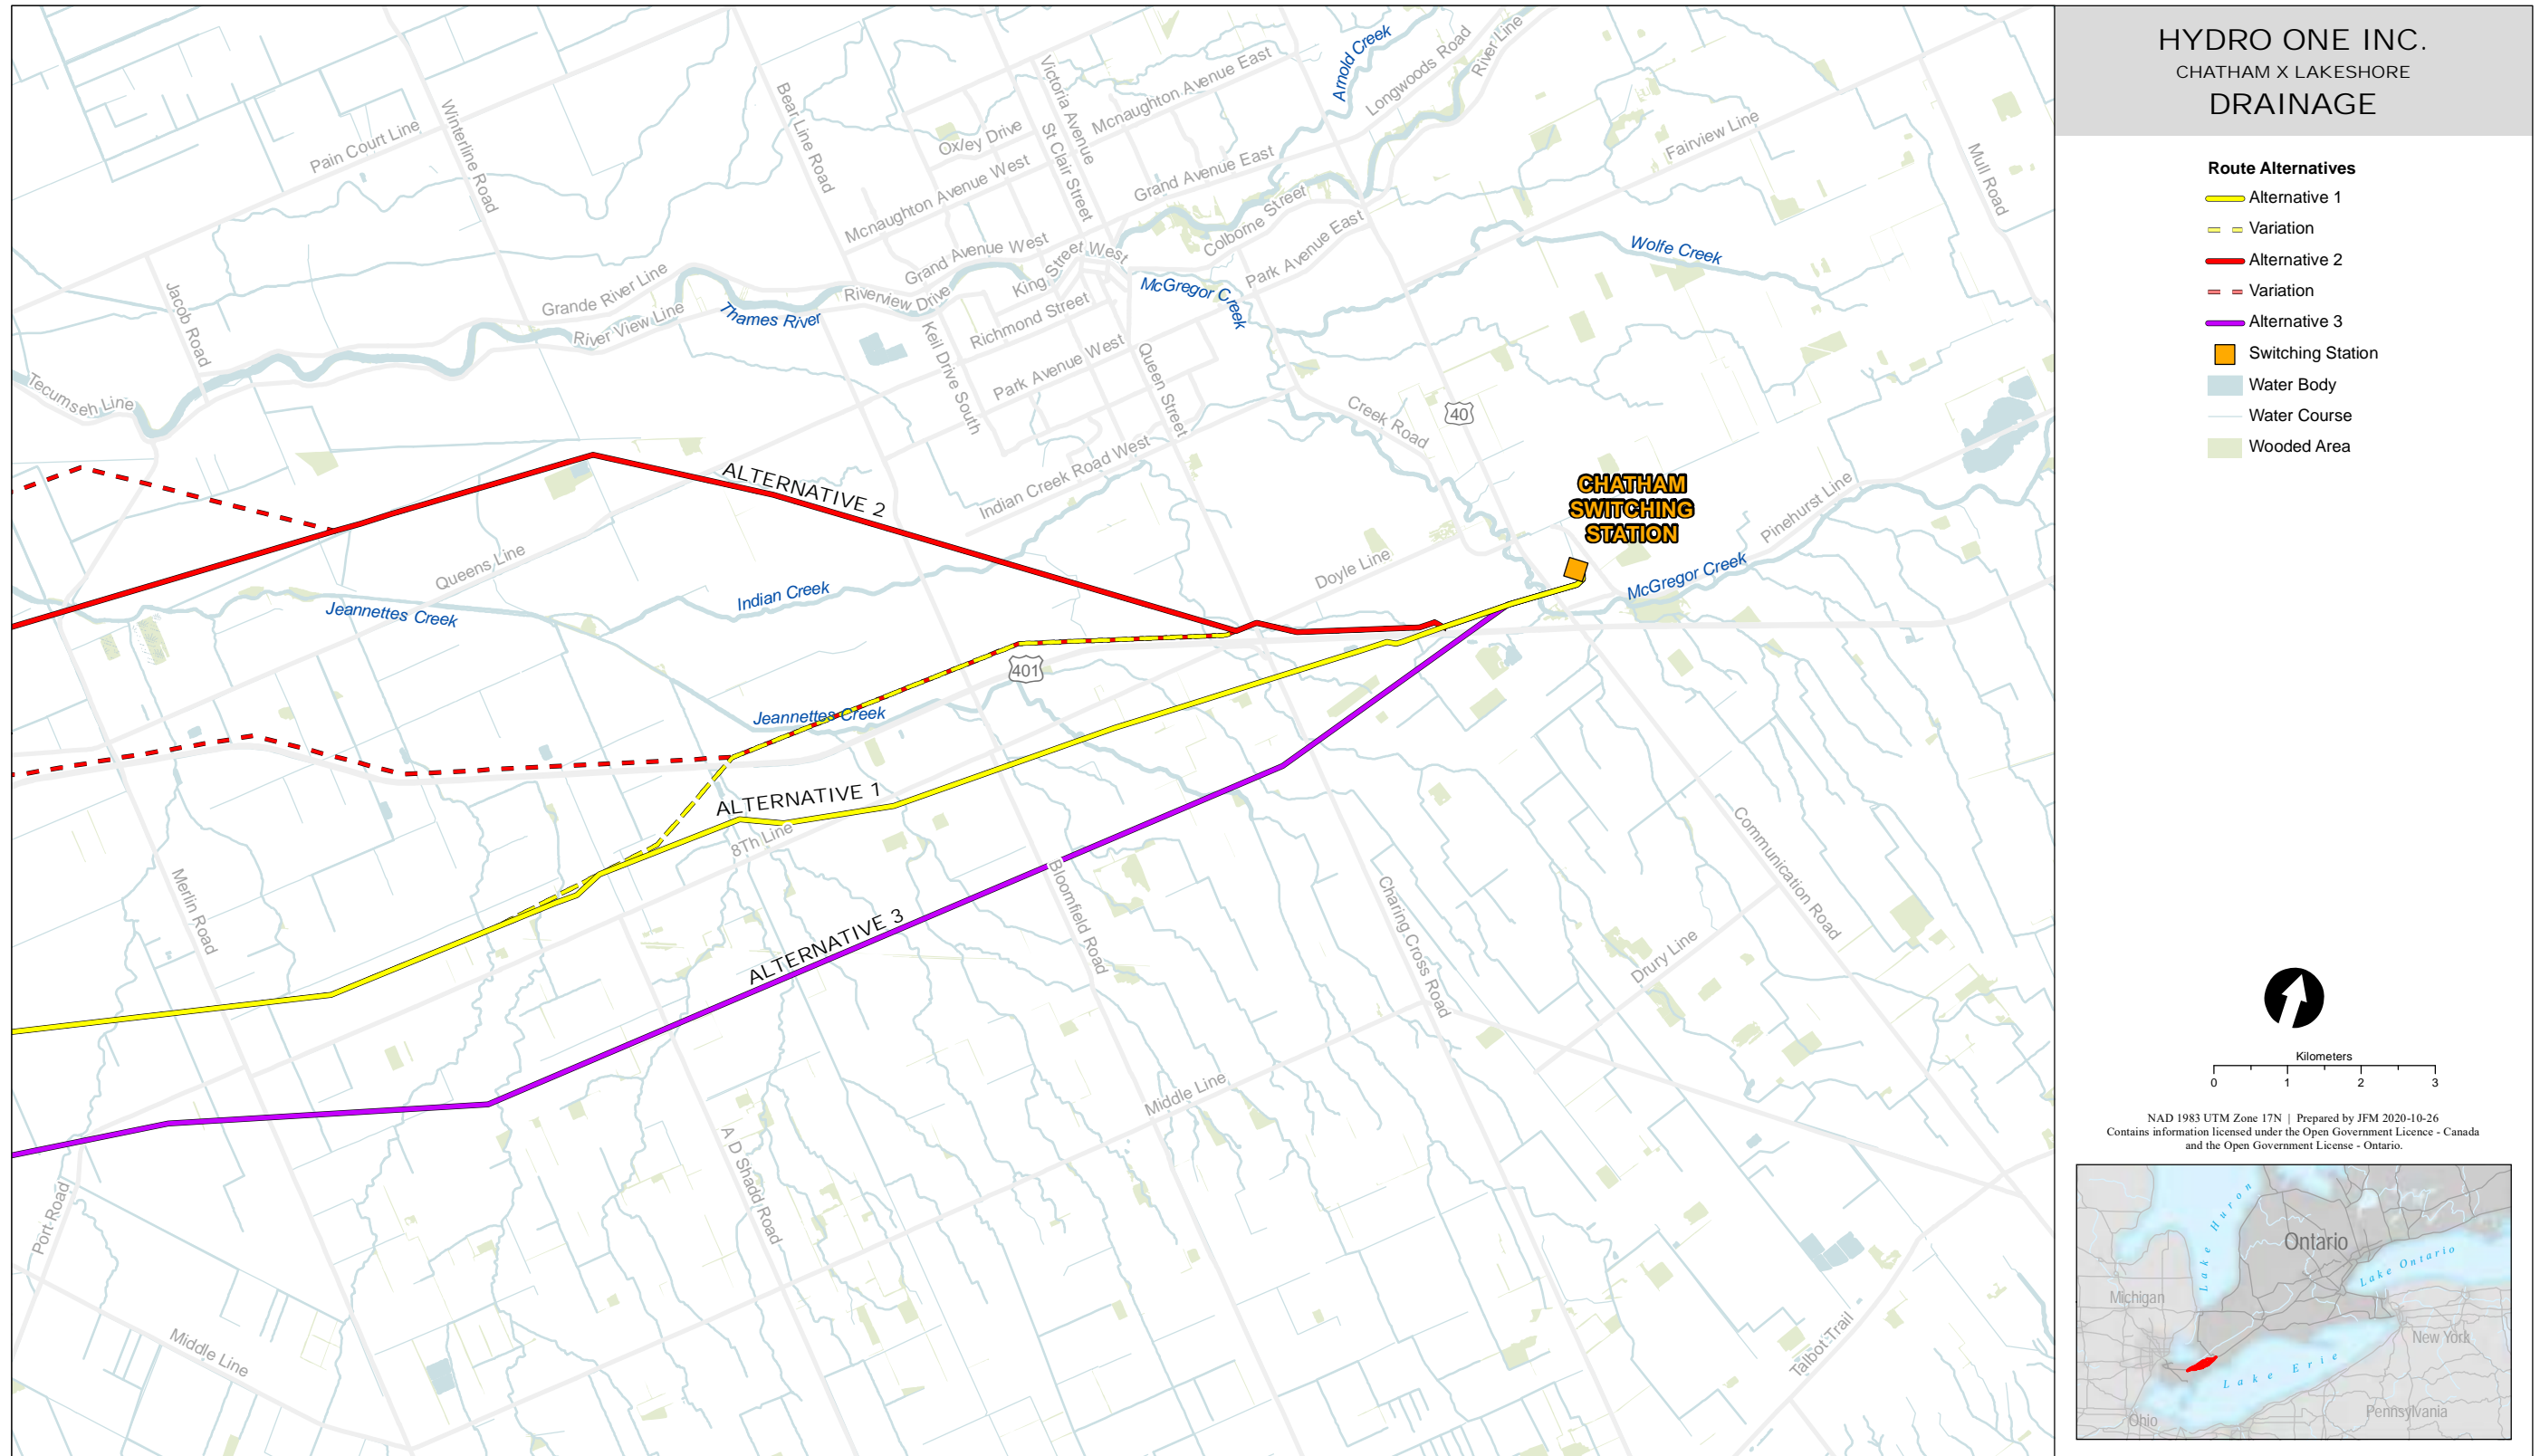 HYDRO ONE INC.
CHATHAM X LAKESHORE
DRAINAGE
Route Alternatives
Alternative 1
Variation
Alternative 2
Variation
Alternative 3
Switching Station
Water Body
Water Course
Wooded Area
Kilometers
0 1 2 3
NAD 1983 UTM Zone 17N | Prepared by JFM 2020-10-26
Contains information licensed under the Open Government Licence - Canada
and the Open Government License - Ontario.
Lake Huron
Ontario
Lake Ontario
Michigan
New York
Lake Erie
Pennsylvania
Ohio
Arnold Creek
Longwoods Road
River Line
Victoria Avenue
Mcnaughton Avenue East
St Clair Street
Bear Line Road
Winterline Road
Pain Court Line
Oxley Drive
Mcnaughton Avenue West
Grand Avenue East
Fairview Line
Mull Road
Colborne Street
Park Avenue East
Wolfe Creek
Grand Avenue West
King Street West
McGregor Creek
Jacob Road
Grande River Line
River View Line
Thames River
Riverview Drive
Richmond Street
Keil Drive South
Park Avenue West
Queen Street
Tecumseh Line
Creek Road
40
Indian Creek Road West
ALTERNATIVE 2
CHATHAM
SWITCHING
STATION
Pinehurst Line
Queens Line
Doyle Line
McGregor Creek
Indian Creek
Jeannettes Creek
401
Jeannettes Creek
ALTERNATIVE 1
8Th Line
Communication Road
Merlin Road
Bloomfield Road
Charing Cross Road
ALTERNATIVE 3
Drury Line
Middle Line
A D Shadd Road
Port Road
Middle Line
Talbot Trail